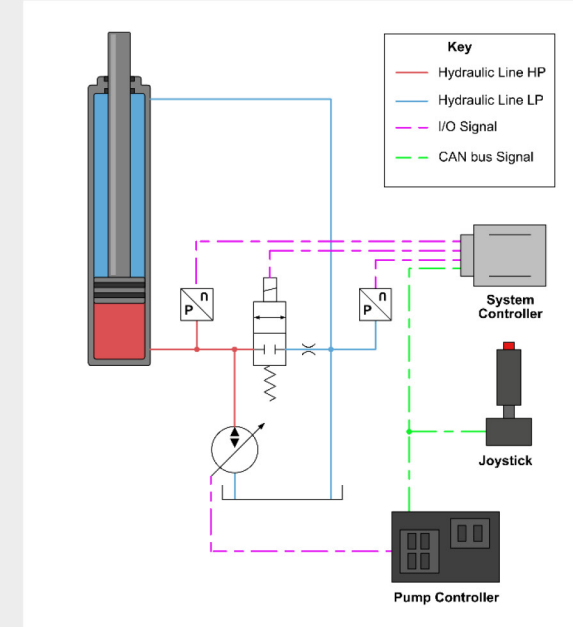 Key
Hydraulic Line HP
Hydraulic Line LP
I/O Signal
CAN bus Signal
System
Controller
U
P
U
P
Joystick
Pump Controller